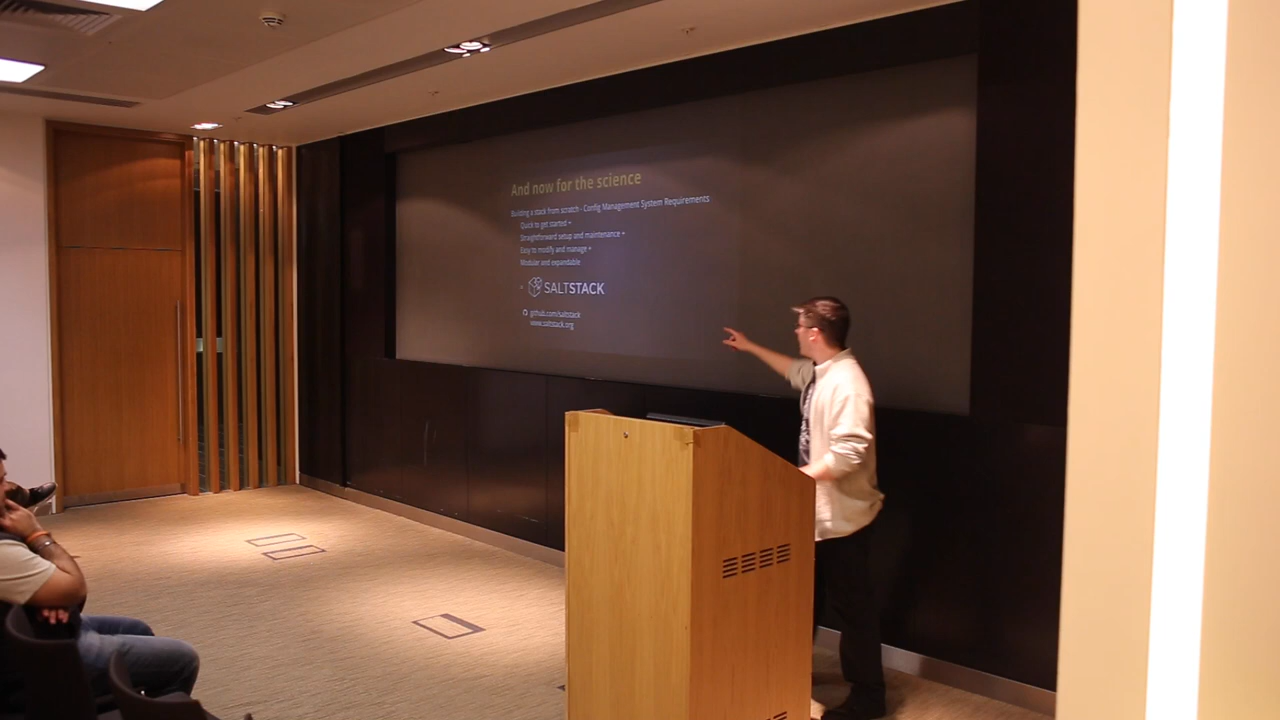 And now for the science
Building a stack from scratch - Config Management System Requirements
Quick to get started +
Straightforward setup and maintenance +
Easy to modify and manage +
Modular and expandable
= SALTSTACK
github.com/saltstack
www.saltstack.org